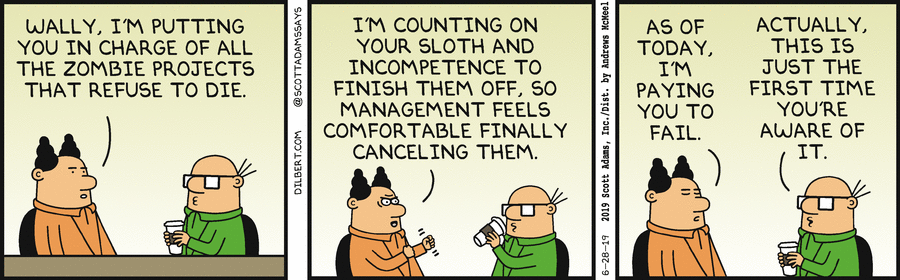 WALLY, I'M PUTTING
YOU IN CHARGE OF ALL
THE ZOMBIE PROJECTS
THAT REFUSE TO DIE.
DILBERT.COM @SCOTTADAMSSAYS
I'M COUNTING ON
YOUR SLOTH AND
INCOMPETENCE TO
FINISH THEM OFF, SO
MANAGEMENT FEELS
COMFORTABLE FINALLY
CANCELING THEM.
6-28-19 2019 Scott Adams, Inc./Dist. by Andrews McMeel
AS OF
TODAY,
I'M
PAYING
YOU TO
FAIL.
ACTUALLY,
THIS IS
JUST THE
FIRST TIME
YOU'RE
AWARE OF
IT.